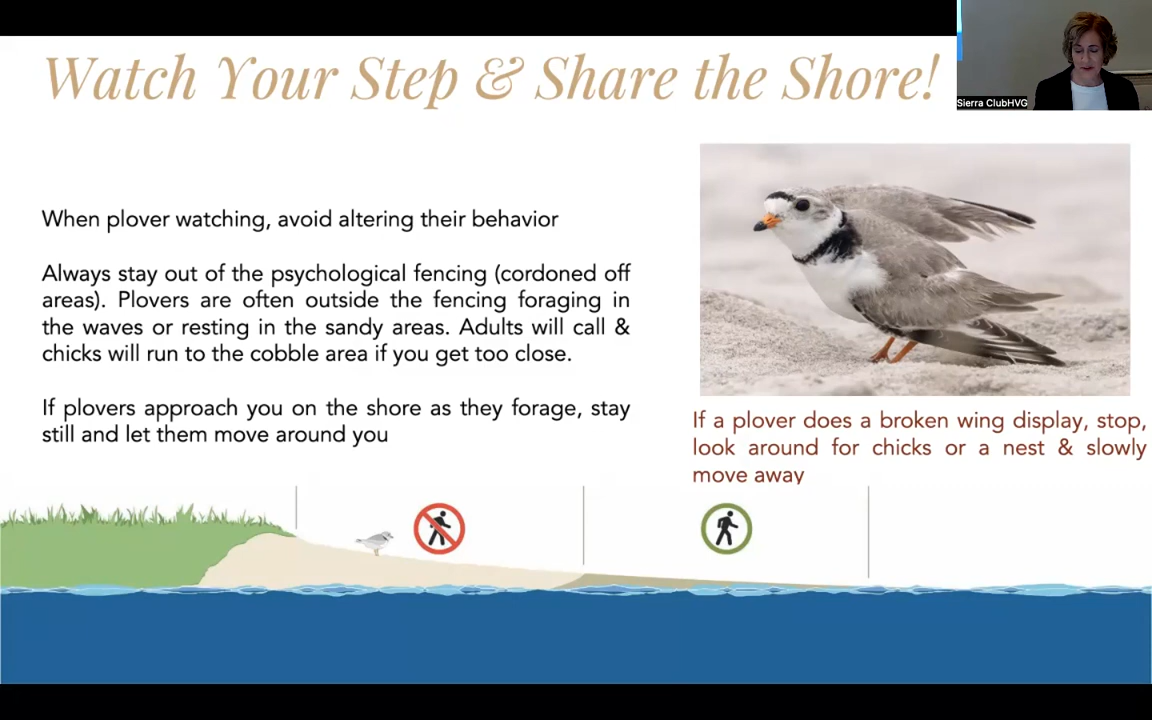 Watch Your Step & Share the Shore!
Sierra ClubHVG
When plover watching, avoid altering their behavior
Always stay out of the psychological fencing (cordoned off
areas). Plovers are often outside the fencing foraging in
the waves or resting in the sandy areas. Adults will call &
chicks will run to the cobble area if you get too close.
If plovers approach you on the shore as they forage, stay
still and let them move around you
If a plover does a broken wing display, stop,
look around for chicks or a nest & slowly
move away